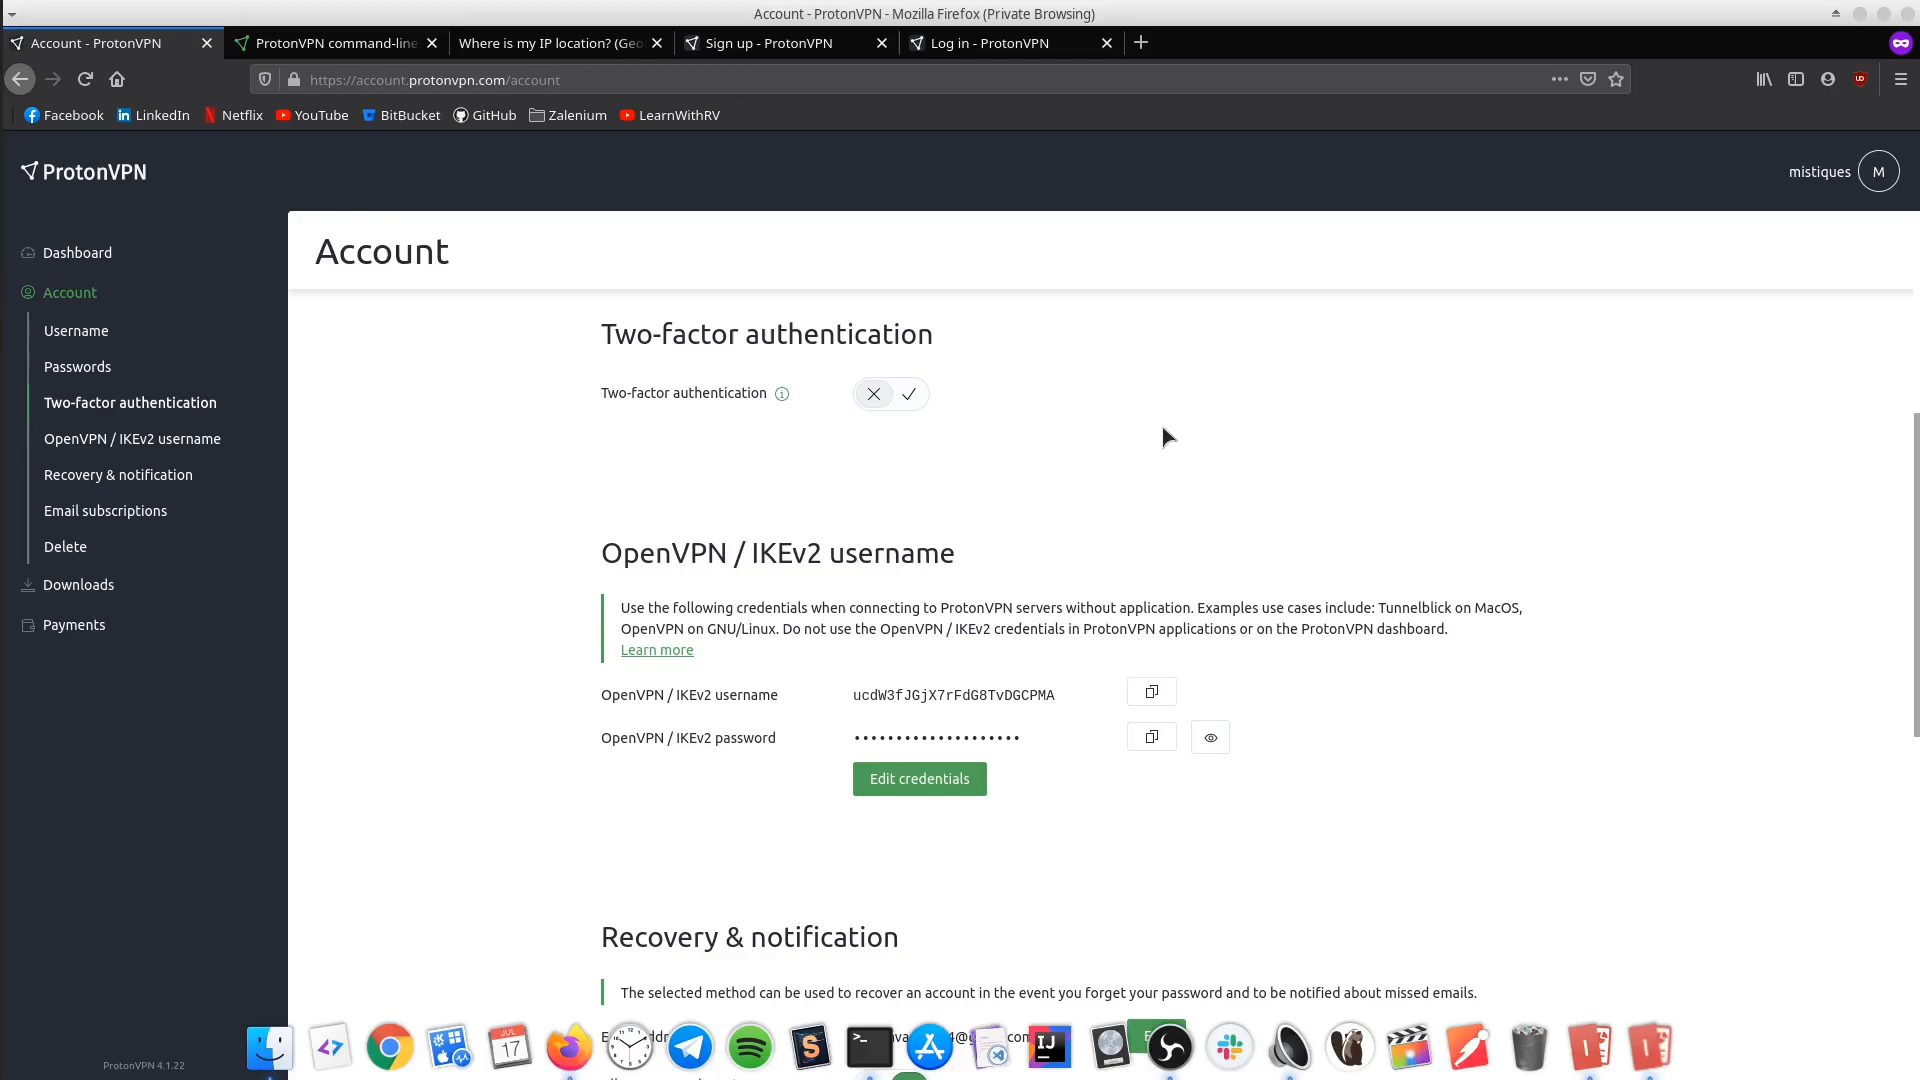 Account - ProtonVPN - Mozilla Firefox (Private Browsing)
Account - ProtonVPN
ProtonVPN command-line
Where is my IP location? (Geo
Sign up - ProtonVPN
Log in - ProtonVPN
https://account.protonvpn.com/account
Facebook
LinkedIn
Netflix
YouTube
BitBucket
GitHub
Zalenium
LearnWithRV
ProtonVPN
mistiques
M
Dashboard
Account
Username
Passwords
Two-factor authentication
OpenVPN / IKEv2 username
Recovery & notification
Email subscriptions
Delete
Downloads
Payments
ProtonVPN 4.1.22
Account
Two-factor authentication
Two-factor authentication
OpenVPN / IKEv2 username
Use the following credentials when connecting to ProtonVPN servers without application. Examples use cases include: Tunnelblick on MacOS,
OpenVPN on GNU/Linux. Do not use the OpenVPN / IKEv2 credentials in ProtonVPN applications or on the ProtonVPN dashboard.
Learn more
OpenVPN / IKEv2 username
ucdW3fJGjX7rFdG8TvDGCPMA
OpenVPN / IKEv2 password
••••••••••••••••••••
Edit credentials
Recovery & notification
The selected method can be used to recover an account in the event you forget your password and to be notified about missed emails.
JUL
17
IJ